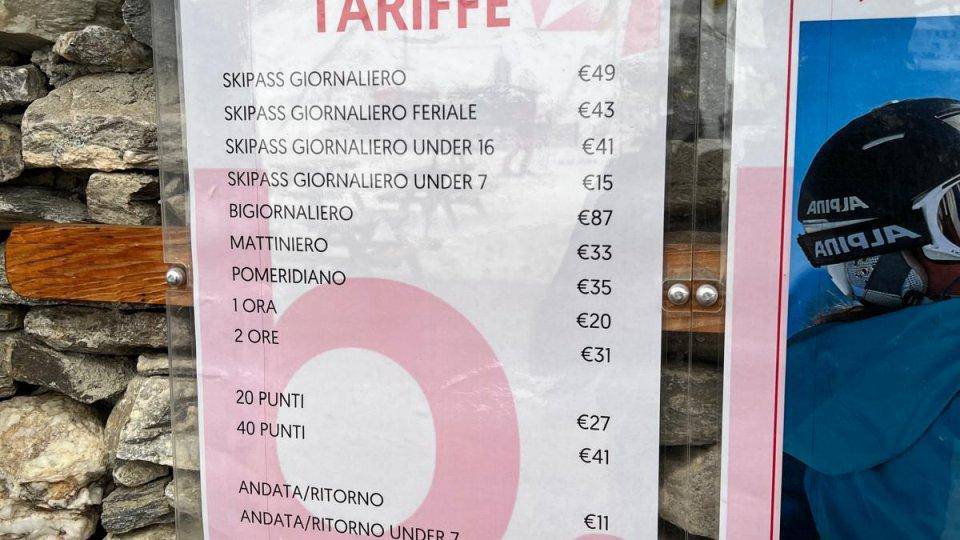 TARIFFE
SKIPASS GIORNALIERO €49
SKIPASS GIORNALIERO FERIALE €43
SKIPASS GIORNALIERO UNDER 16 €41
SKIPASS GIORNALIERO UNDER 7 €15
BIGIORNALIERO €87
MATTINIERO €33
POMERIDIANO €35
1 ORA €20
2 ORE €31
20 PUNTI €27
40 PUNTI €41
ANDATA/RITORNO €11
ANDATA/RITORNO UNDER 7
ALPINA
ALPINA